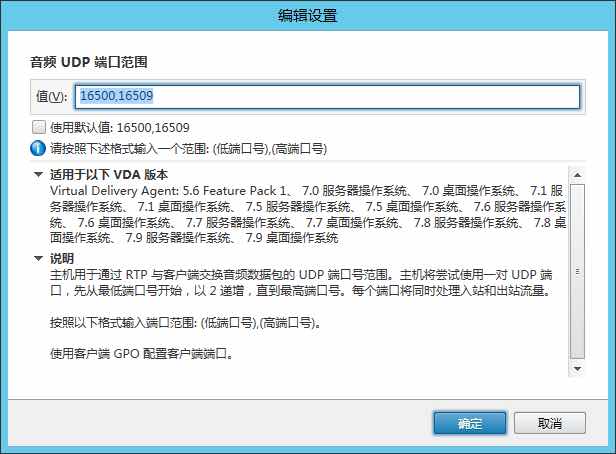 编辑设置
音频 UDP 端口范围
值(V): 16500,16509
使用默认值: 16500,16509
请按照下述格式输入一个范围: (低端口号),(高端口号)
适用于以下 VDA 版本
Virtual Delivery Agent: 5.6 Feature Pack 1、 7.0 服务器操作系统、 7.0 桌面操作系统、 7.1 服
务器操作系统、 7.1 桌面操作系统、 7.5 服务器操作系统、 7.5 桌面操作系统、 7.6 服务器操作系
统、 7.6 桌面操作系统、 7.7 服务器操作系统、 7.7 桌面操作系统、 7.8 服务器操作系统、 7.8 桌
面操作系统、 7.9 服务器操作系统、 7.9 桌面操作系统
说明
主机用于通过 RTP 与客户端交换音频数据包的 UDP 端口号范围。主机将尝试使用一对 UDP 端
口，先从最低端口号开始，以 2 递增，直到最高端口号。每个端口将同时处理入站和出站流量。
按照以下格式输入端口范围: (低端口号),(高端口号)。
使用客户端 GPO 配置客户端端口。
确定
取消